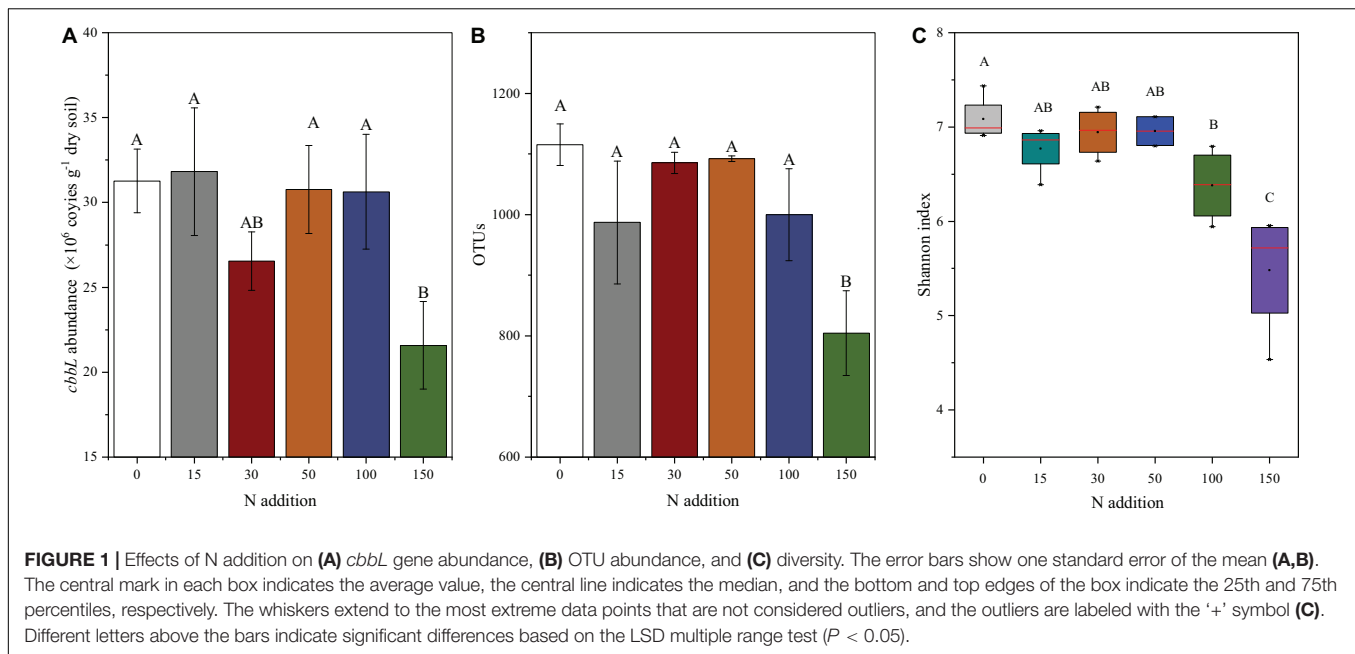 A
40
35
30
25
20
15
cbbL abundance (×10⁶ coyies g⁻¹ dry soil)
A
A
AB
A
A
B
0 15 30 50 100 150
N addition
B
1200
1000
800
600
OTUs
A
A
A
A
A
B
0 15 30 50 100 150
N addition
C
8
7
6
5
4
Shannon index
A
AB
AB
AB
B
C
0 15 30 50 100 150
N addition
FIGURE 1 | Effects of N addition on (A) cbbL gene abundance, (B) OTU abundance, and (C) diversity. The error bars show one standard error of the mean (A,B).
The central mark in each box indicates the average value, the central line indicates the median, and the bottom and top edges of the box indicate the 25th and 75th
percentiles, respectively. The whiskers extend to the most extreme data points that are not considered outliers, and the outliers are labeled with the ‘+’ symbol (C).
Different letters above the bars indicate significant differences based on the LSD multiple range test (P < 0.05).